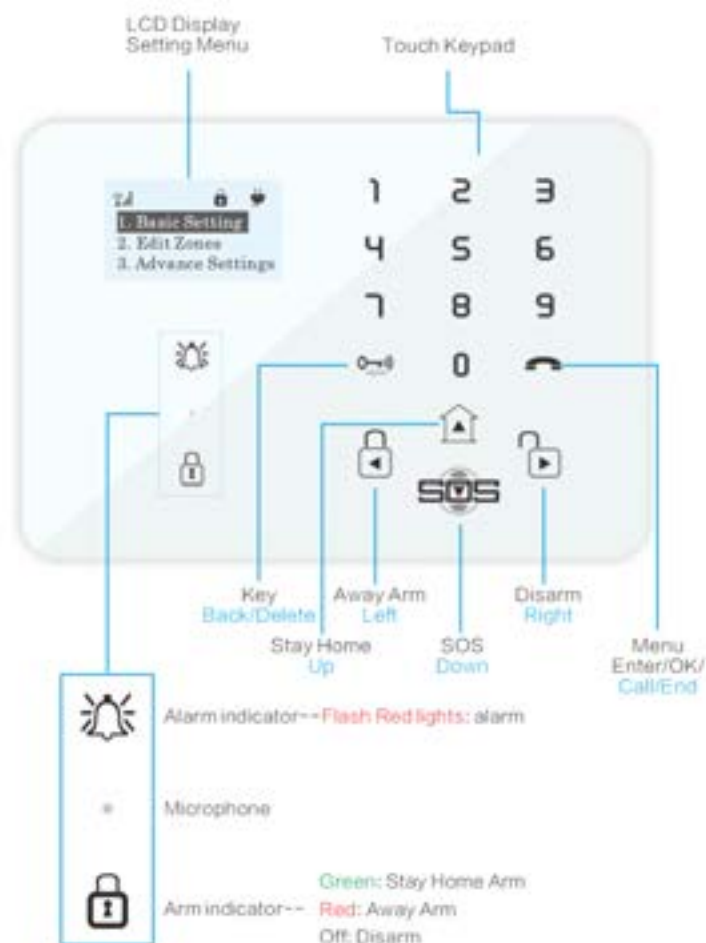 LCD Display
Setting Menu
Touch Keypad
1. Basic Setting
2. Edit Zones
3. Advance Settings
1 2 3
4 5 6
7 8 9
0
SOS
Key
Back/Delete
Away Arm
Left
Disarm
Right
Stay Home
Up
SOS
Down
Menu
Enter/OK/
Call/End
Alarm indicator--Flash Red lights: alarm
Microphone
Green: Stay Home Arm
Arm indicator-- Red: Away Arm
Off: Disarm